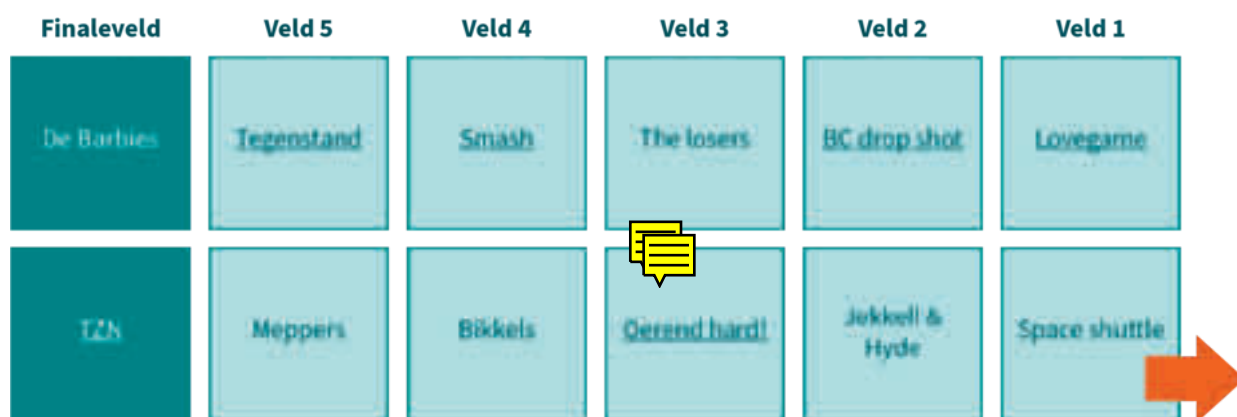 Finaleveld Veld 5 Veld 4 Veld 3 Veld 2 Veld 1
De Barbies Tegenstand Smash The losers BC drop shot Lovegame
TZN Meppers Bikkels Oerend hard! Jekkell & Hyde Space shuttle